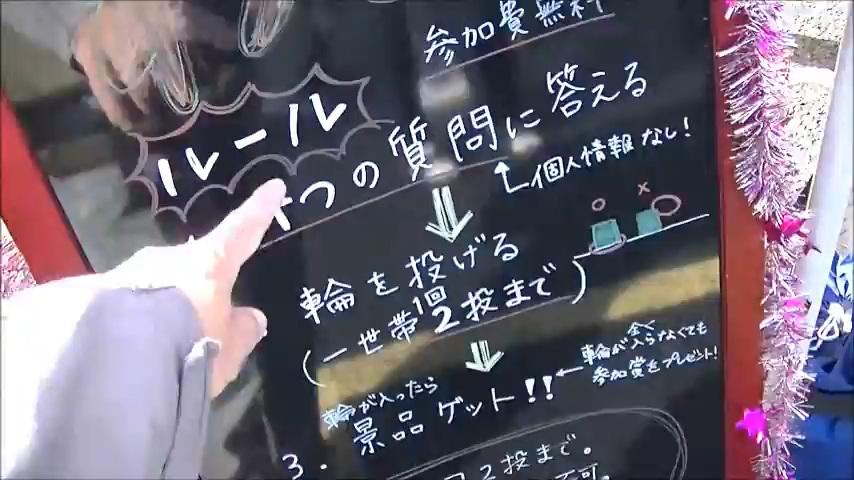 参加費無料
ルール
つの質問に答える
個人情報なし!
輪を投げる
(一世帯1回2投まで)
輪が全く入らなくても
参加賞をプレゼント!
輪が入ったら
景品ゲット!!
3.
2投まで。
不可.